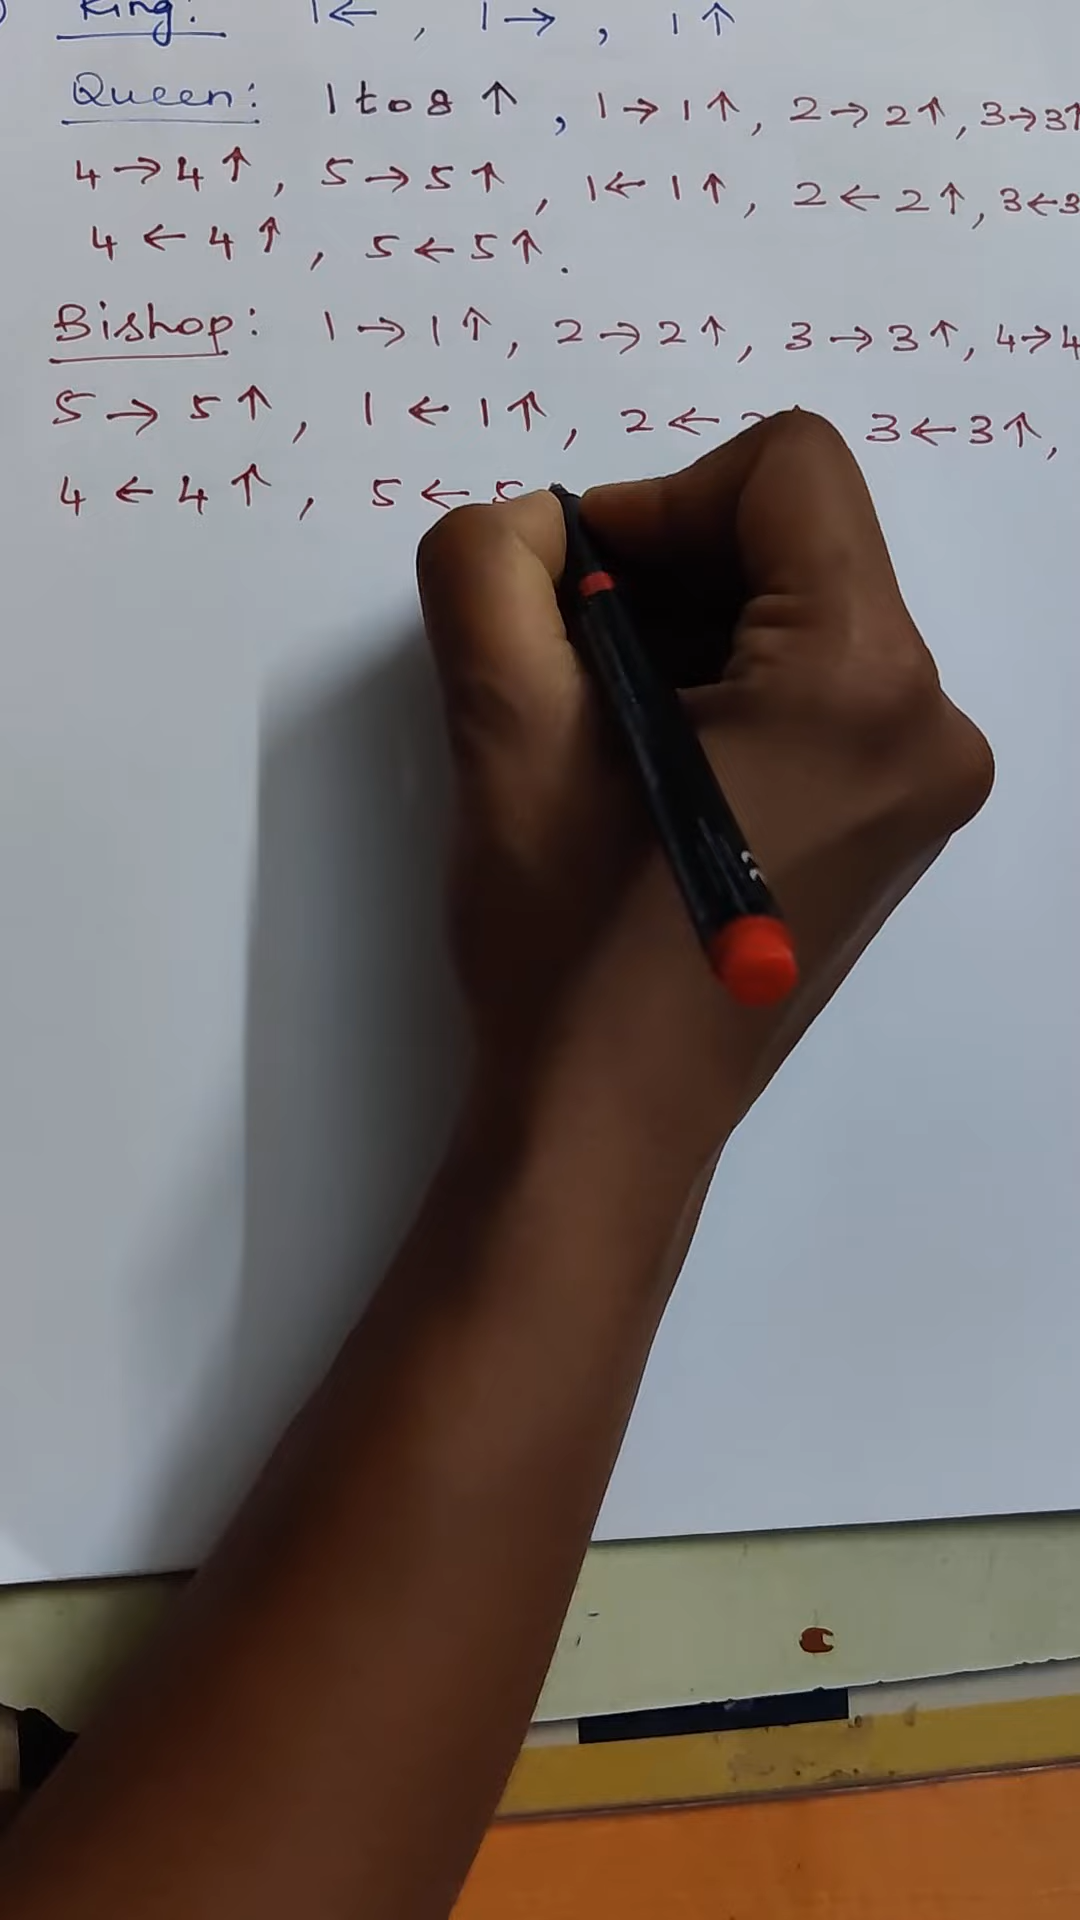 King: 1← , 1→ , 1↑
Queen: 1 to 8 ↑ , 1→1↑, 2→2↑, 3→3↑
4→4↑, 5→5↑, 1←1↑, 2←2↑, 3←3
4←4↑, 5←5↑.
Bishop: 1→1↑, 2→2↑, 3→3↑, 4→4
5→5↑, 1←1↑, 2← 3←3↑,
4←4↑, 5←5